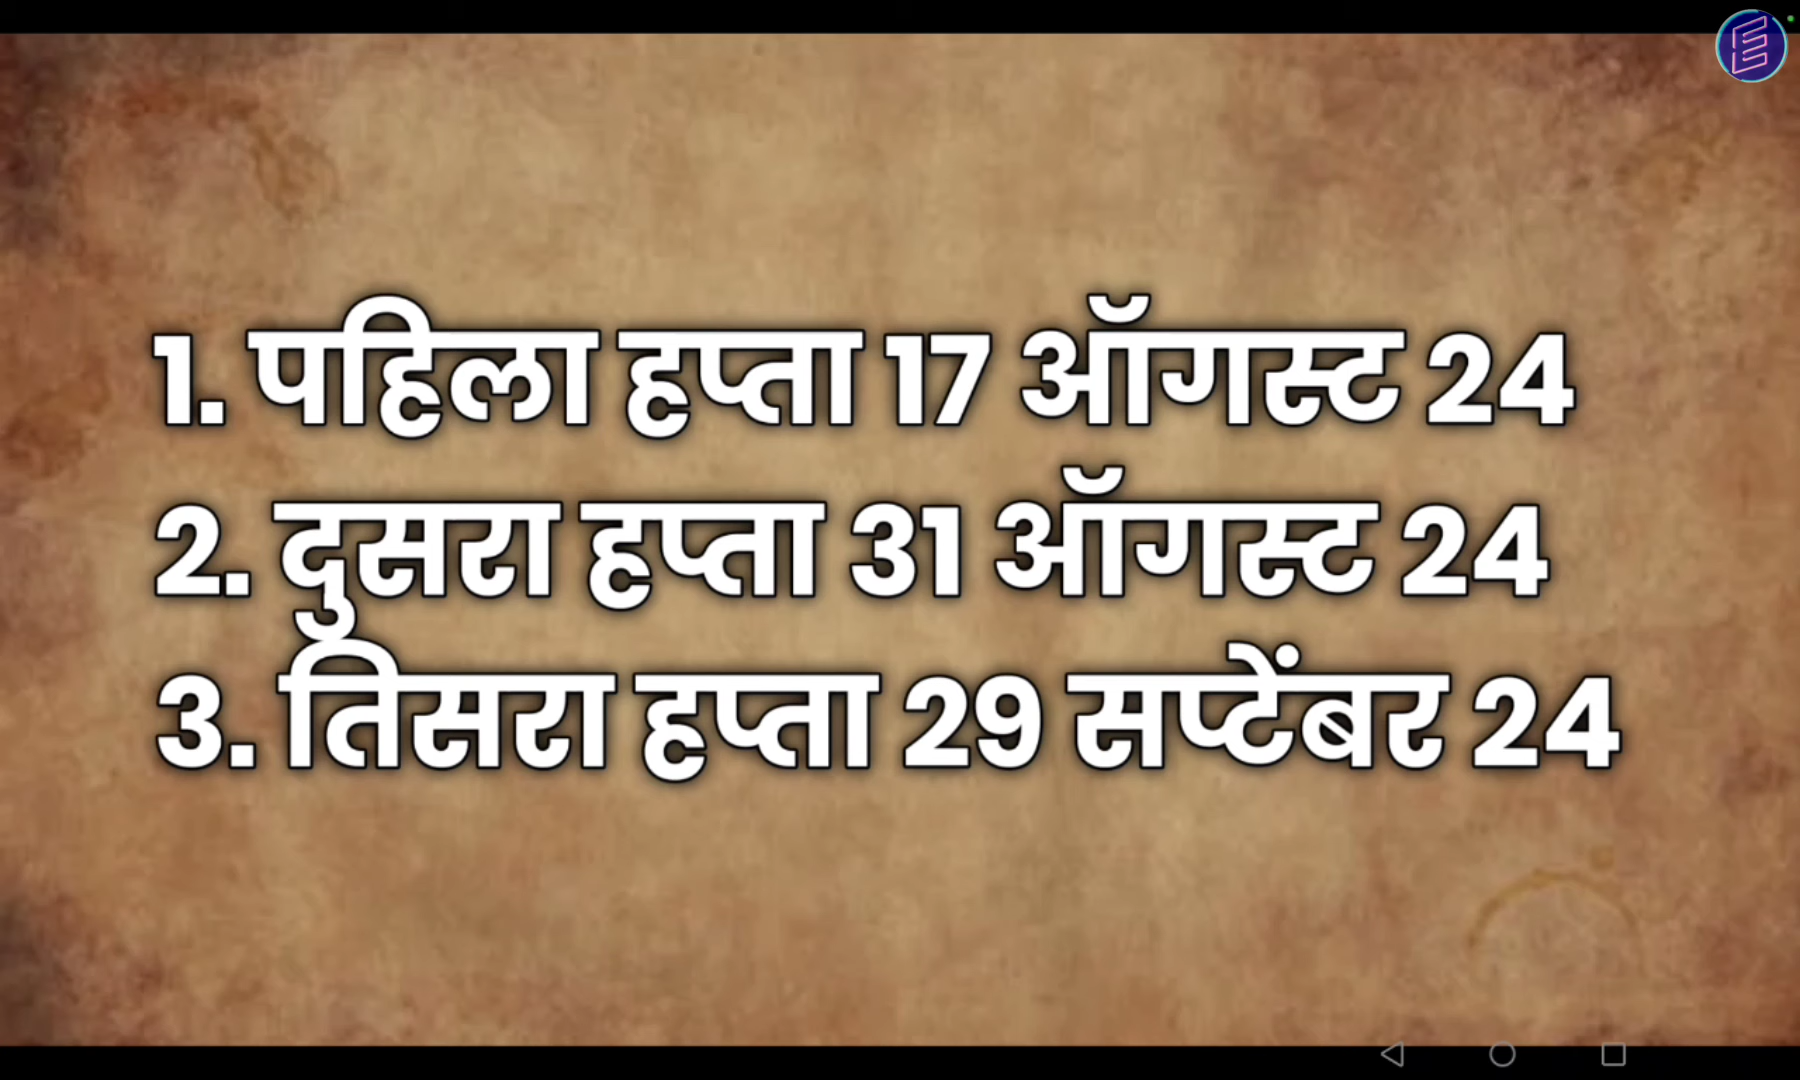 1. पहिला हप्ता 17 ऑगस्ट 24
2. दुसरा हप्ता 31 ऑगस्ट 24
3. तिसरा हप्ता 29 सप्टेंबर 24